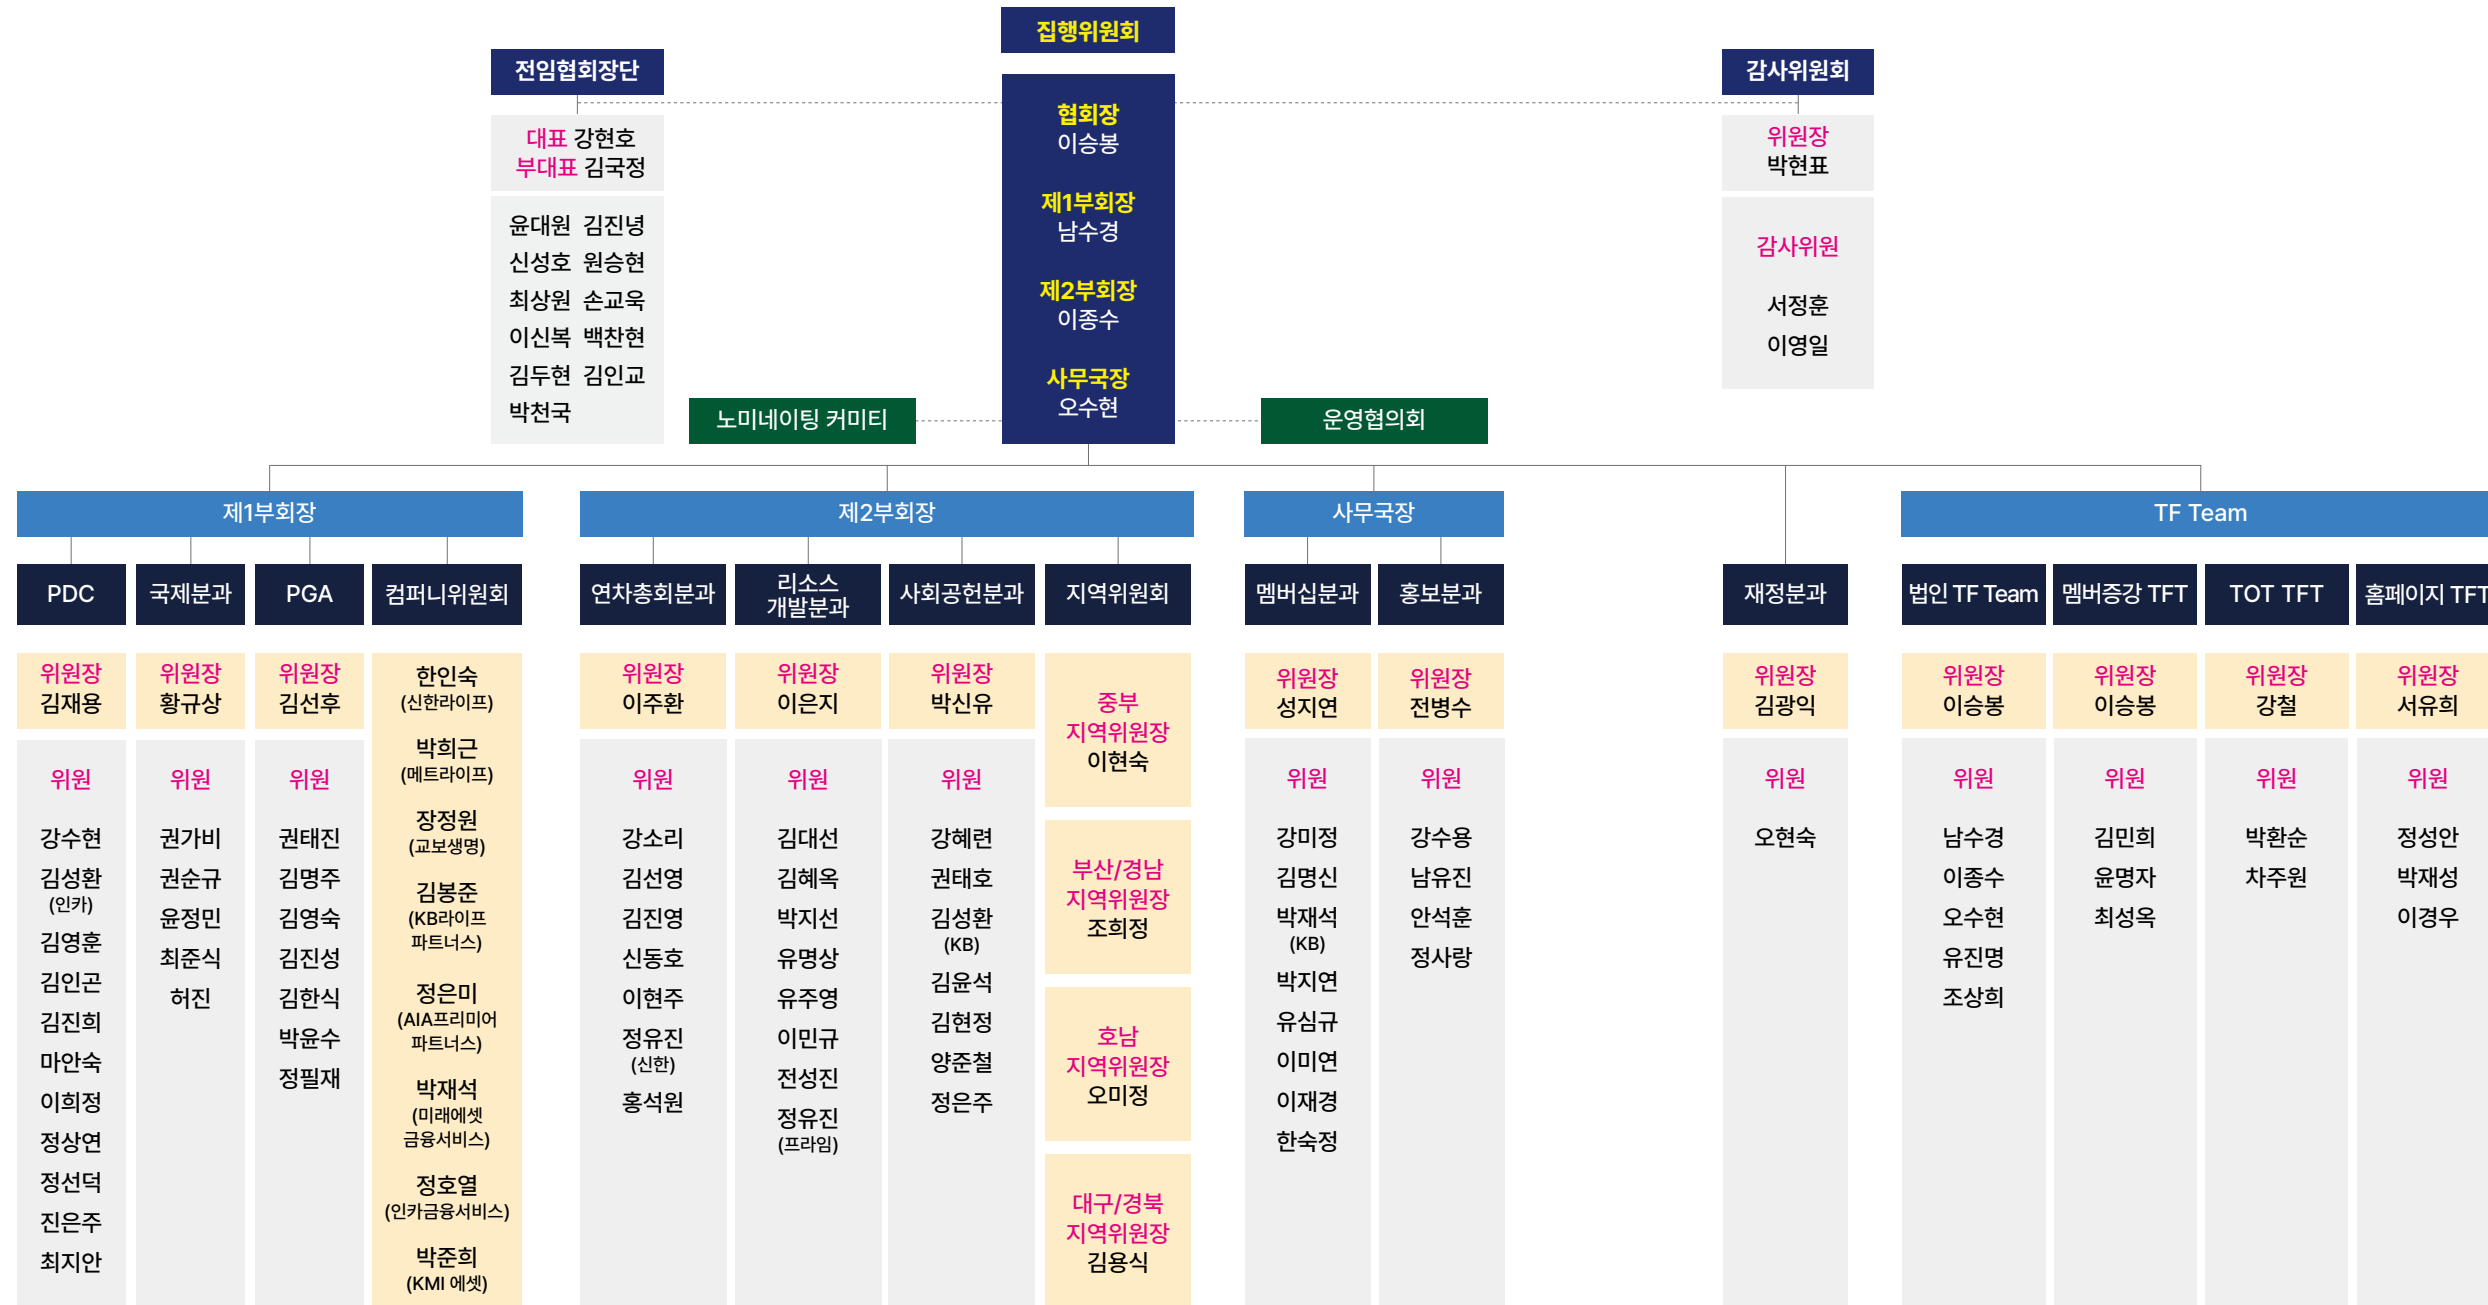 집행위원회
전임협회장단
감사위원회
협회장
이승봉
제1부회장
남수경
제2부회장
이종수
사무국장
오수현
대표 강현호
부대표 김국정
윤대원 김진녕
신성호 원승현
최상원 손교욱
이신복 백찬현
김두현 김인교
박천국
위원장
박현표
감사위원
서정훈
이영일
노미네이팅 커미티
운영협의회
제1부회장
PDC
위원장
김재용
위원
강수현
김성환
(인카)
김영훈
김인곤
김진희
마안숙
이희정
정상연
정선덕
진은주
최지안
국제분과
위원장
황규상
위원
권가비
권순규
윤정민
최준식
허진
PGA
위원장
김선후
위원
권태진
김명주
김영숙
김진성
김한식
박윤수
정필재
컴퍼니위원회
한인숙
(신한라이프)
박희근
(메트라이프)
장정원
(교보생명)
김봉준
(KB라이프
파트너스)
정은미
(AIA프리미어
파트너스)
박재석
(미래에셋
금융서비스)
정호열
(인카금융서비스)
박준희
(KMI 에셋)
제2부회장
연차총회분과
위원장
이주환
위원
강소리
김선영
김진영
신동호
이현주
정유진
(신한)
홍석원
리소스
개발분과
위원장
이은지
위원
김대선
김혜옥
박지선
유명상
유주영
이민규
전성진
정유진
(프라임)
사회공헌분과
위원장
박신유
위원
강혜련
권태호
김성환
(KB)
김윤석
김현정
양준철
정은주
지역위원회
중부
지역위원장
이현숙
부산/경남
지역위원장
조희정
호남
지역위원장
오미정
대구/경북
지역위원장
김용식
사무국장
멤버십분과
위원장
성지연
위원
강미정
김명신
박재석
(KB)
박지연
유심규
이미연
이재경
한숙정
홍보분과
위원장
전병수
위원
강수용
남유진
안석훈
정사랑
재정분과
위원장
김광익
위원
오현숙
TF Team
법인 TF Team
위원장
이승봉
위원
남수경
이종수
오수현
유진명
조상희
멤버증강 TFT
위원장
이승봉
위원
김민희
윤명자
최성옥
TOT TFT
위원장
강철
위원
박환순
차주원
홈페이지 TFT
위원장
서유희
위원
정성안
박재성
이경우